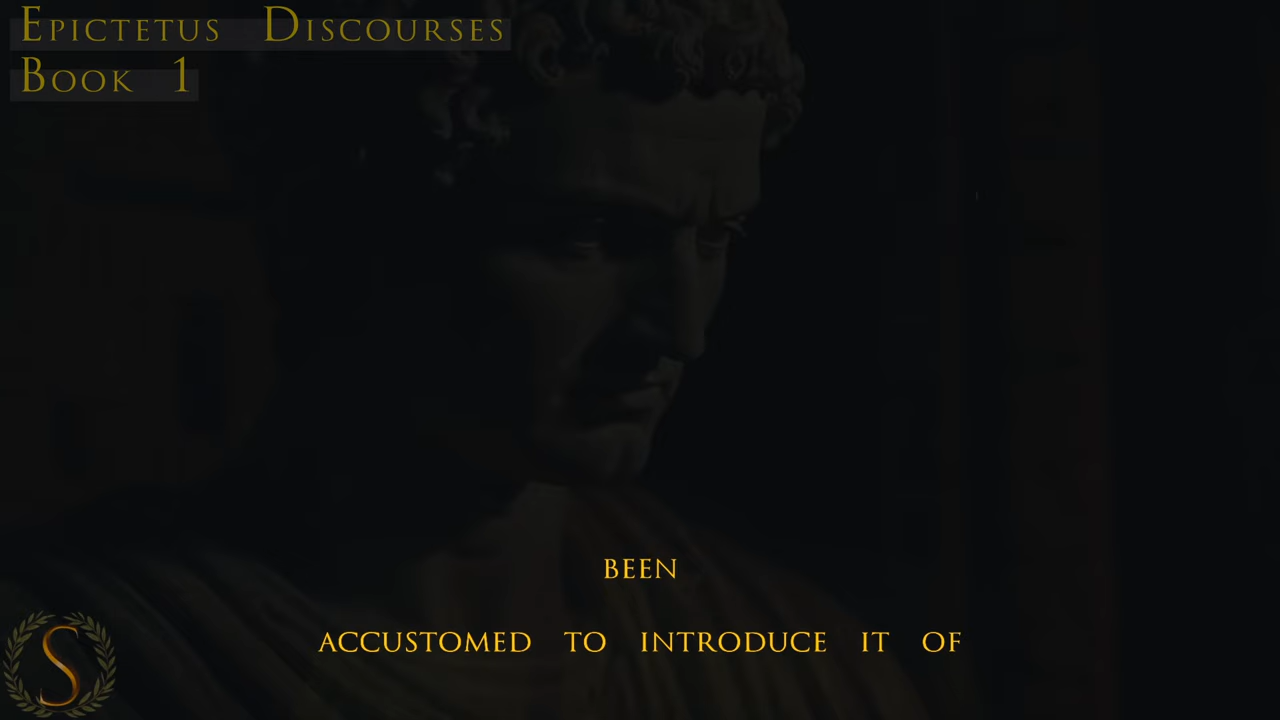 EPICTETUS DISCOURSES
BOOK 1
BEEN
ACCUSTOMED TO INTRODUCE IT OF
S